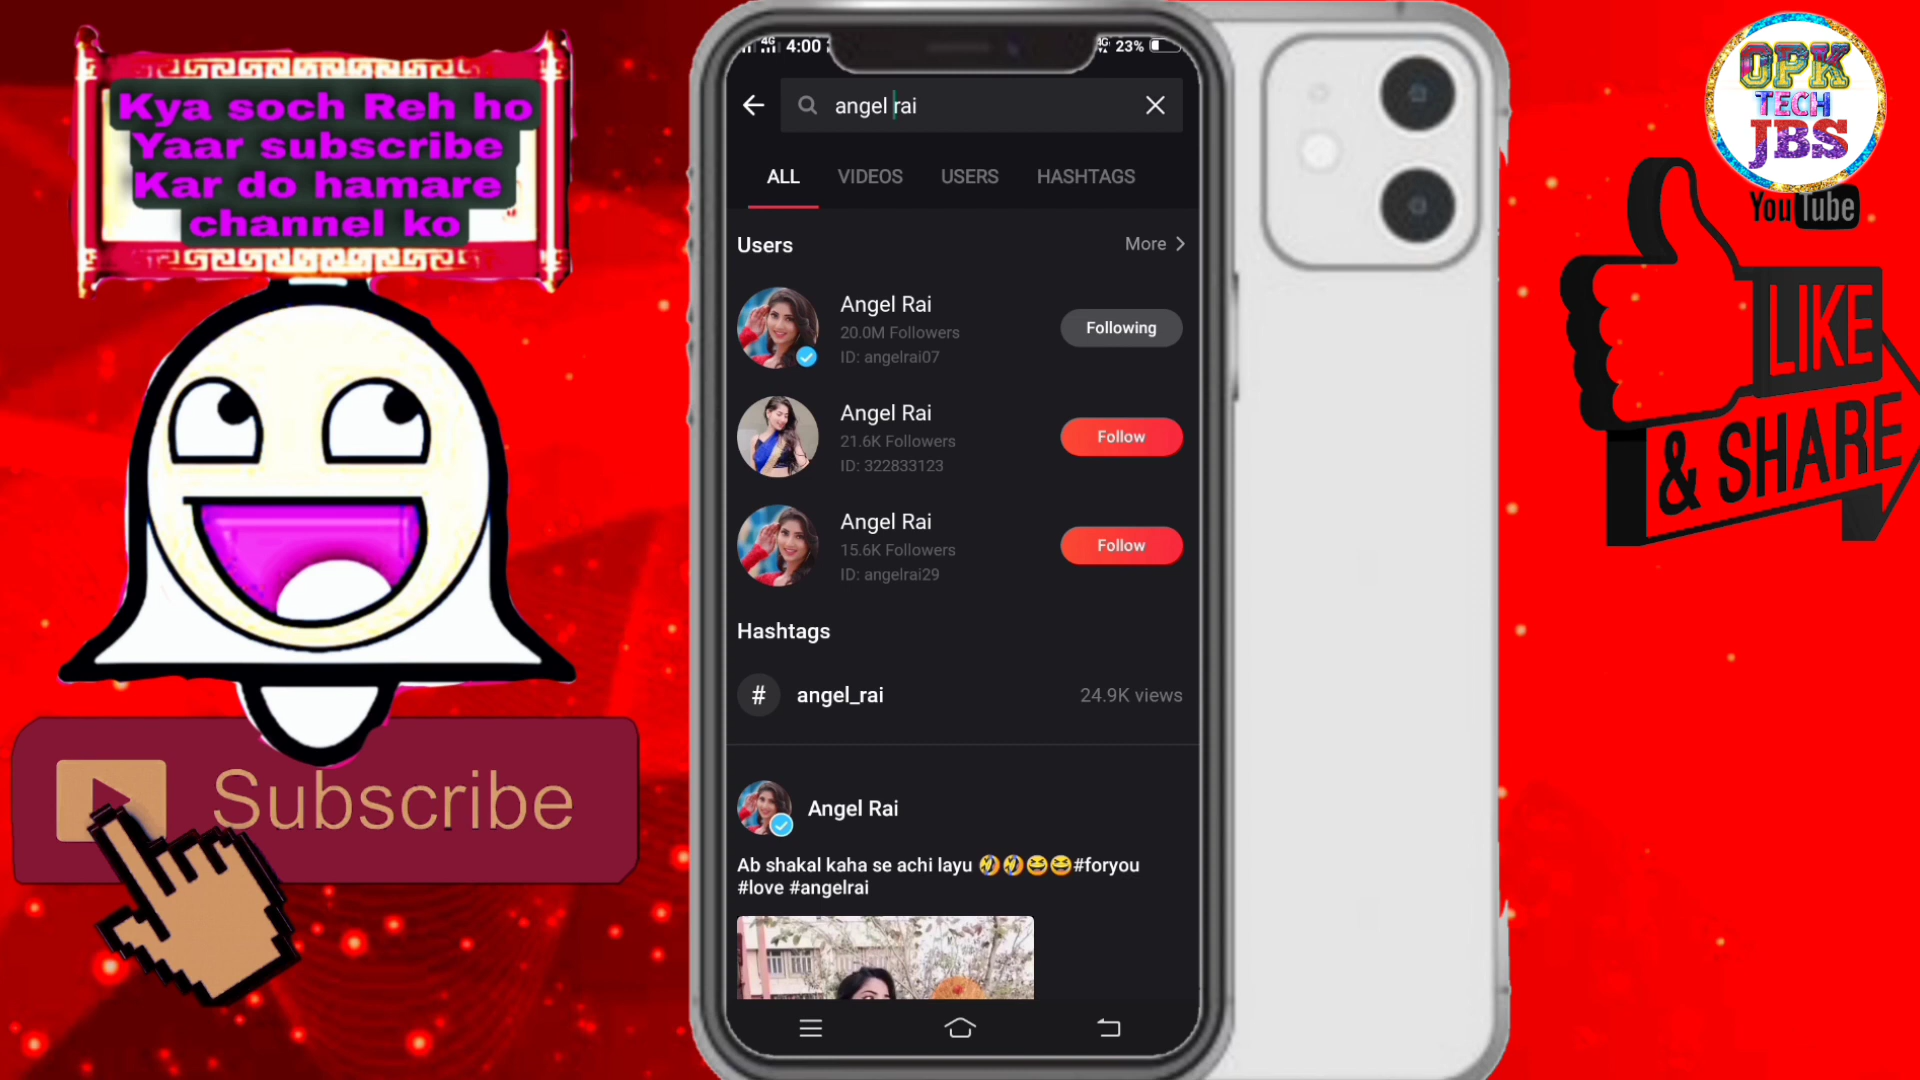 Kya soch Reh ho
Yaar subscribe
Kar do hamare
channel ko
Subscribe
4G 4:00
4G 23%
angel rai
ALL VIDEOS USERS HASHTAGS
Users More
Angel Rai
20.0M Followers
ID: angelrai07
Following
Angel Rai
21.6K Followers
ID: 322833123
Follow
Angel Rai
15.6K Followers
ID: angelrai29
Follow
Hashtags
# angel_rai 24.9K views
Angel Rai
Ab shakal kaha se achi layu 🤣🤣😆😆#foryou
#love #angelrai
OPK
TECH
JBS
YouTube
LIKE
& SHARE